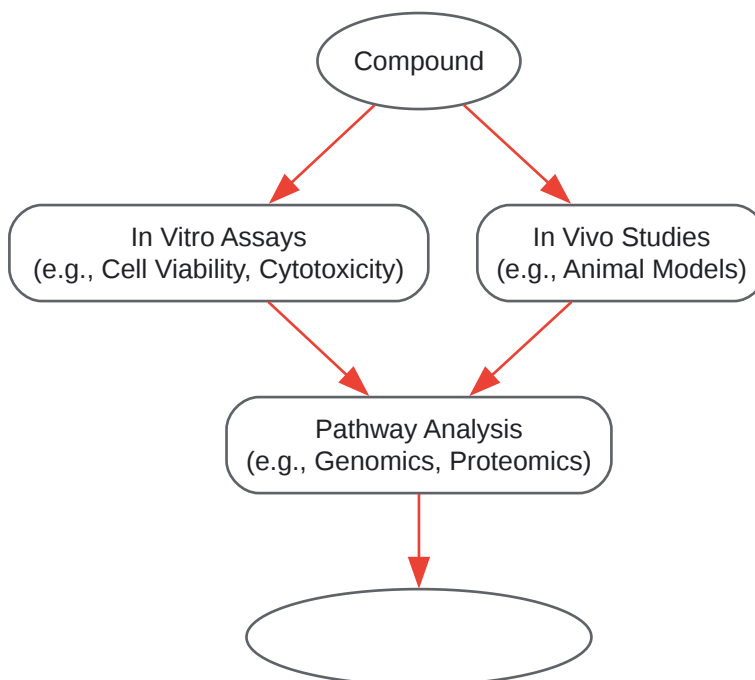 Compound
In Vitro Assays
(e.g., Cell Viability, Cytotoxicity)
In Vivo Studies
(e.g., Animal Models)
Pathway Analysis
(e.g., Genomics, Proteomics)